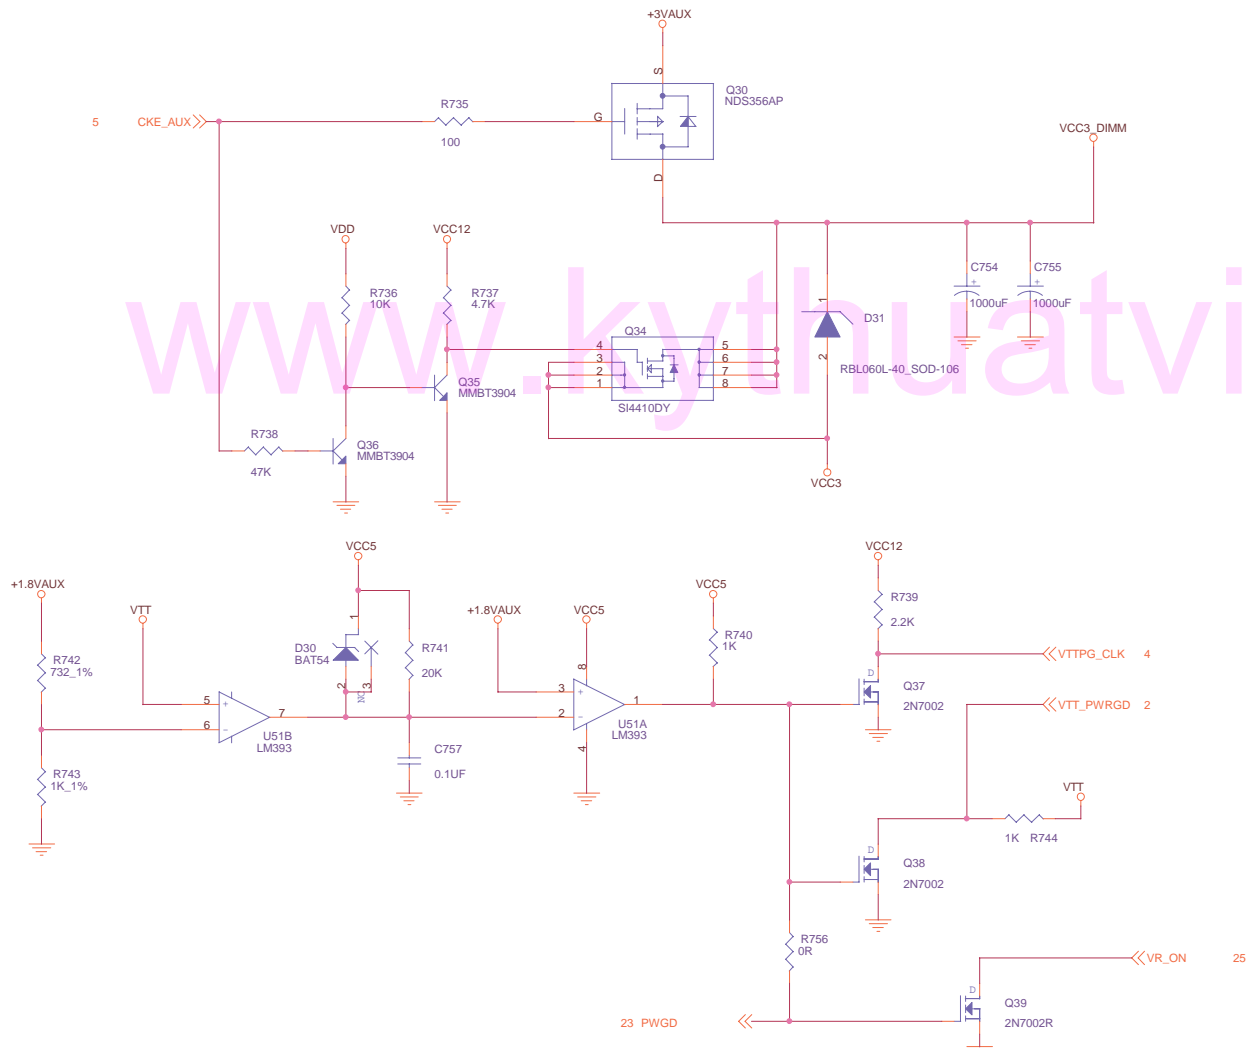 +3VAUX
S
Q30
NDS356AP
R735
5 CKE_AUX
G
100
VCC3_DIMM
D
VDD
VCC12
C754
C755
R736
10K
R737
4.7K
1000uF
1000uF
www.kythuatvi
1
D31
Q34
4
3
2
1
5
6
7
8
2
RBL060L-40_SOD-106
Q35
MMBT3904
SI4410DY
R738
47K
Q36
MMBT3904
VCC3
VCC5
VCC12
+1.8VAUX
VTT
+1.8VAUX
VCC5
VCC5
R739
2.2K
1
D30
BAT54
R741
20K
R740
1K
R742
732_1%
VTTPG_CLK 4
8
2
3
NC
Q37
2N7002
5
+
6
-
7
3
+
2
-
1
VTT_PWRGD 2
U51B
LM393
U51A
LM393
4
C757
0.1UF
R743
1K_1%
VTT
1K R744
D
D
Q38
2N7002
R756
0R
VR_ON 25
D
Q39
2N7002R
23 PWGD